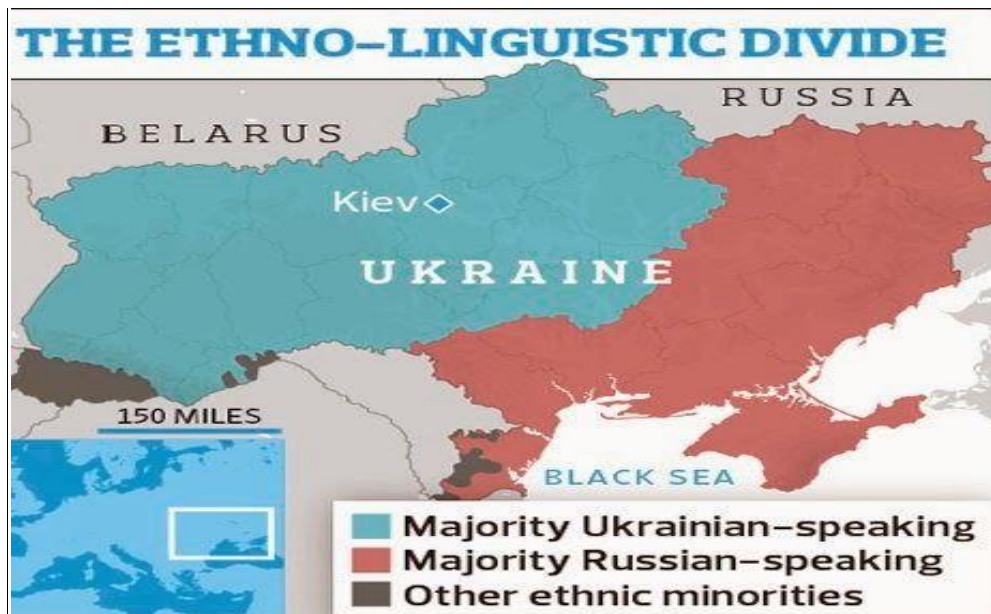 THE ETHNO–LINGUISTIC DIVIDE
RUSSIA
BELARUS
Kiev
UKRAINE
150 MILES
BLACK SEA
Majority Ukrainian–speaking
Majority Russian–speaking
Other ethnic minorities